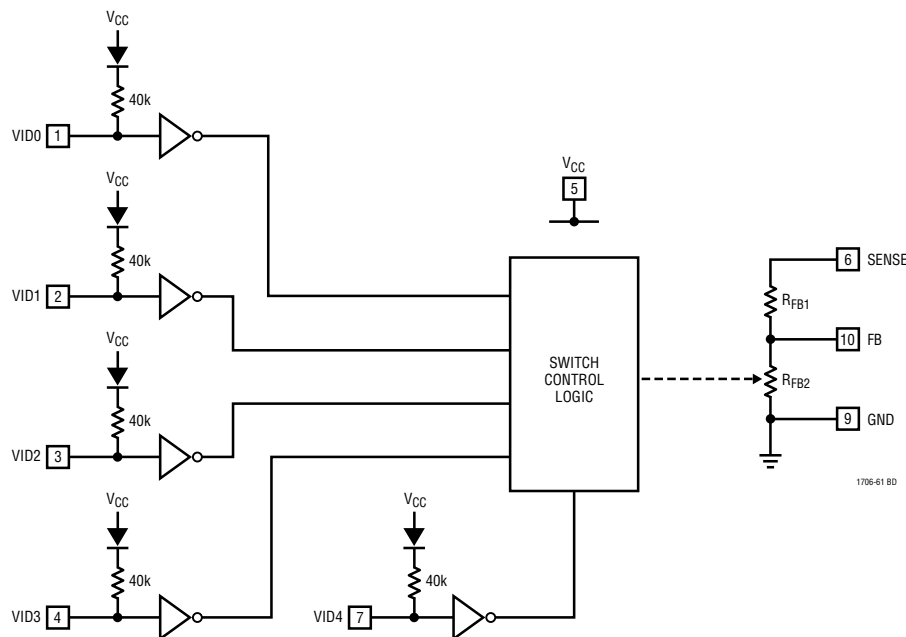 VCC
40k
VID0 1
VCC
5
VCC
40k
VID1 2
6 SENSE
RFB1
10 FB
SWITCH
CONTROL
LOGIC
RFB2
9 GND
VCC
40k
VID2 3
1706-61 BD
VCC
40k
VID3 4
VCC
40k
VID4 7